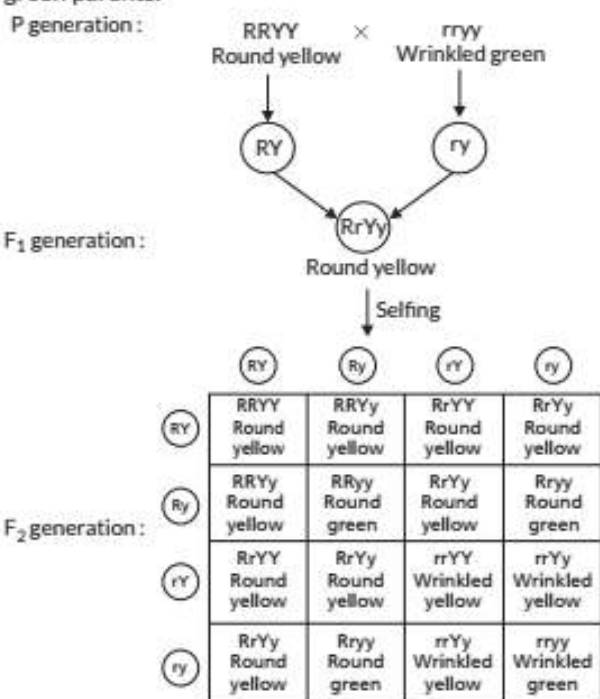 green parents.
P generation : RRYY × rryy
Round yellow Wrinkled green
RY ry
RrYy
F₁ generation :
Round yellow
Selfing
RY Ry rY ry
RRYY RRYy RrYY RrYy
RY Round Round Round Round
yellow yellow yellow yellow
RRYy RRyy RrYy Rryy
Ry Round Round Round Round
F₂ generation : yellow green yellow green
RrYY RrYy rrYY rrYy
rY Round Round Wrinkled Wrinkled
yellow yellow yellow yellow
RrYy Rryy rrYy rryy
ry Round Round Wrinkled Wrinkled
yellow green yellow green